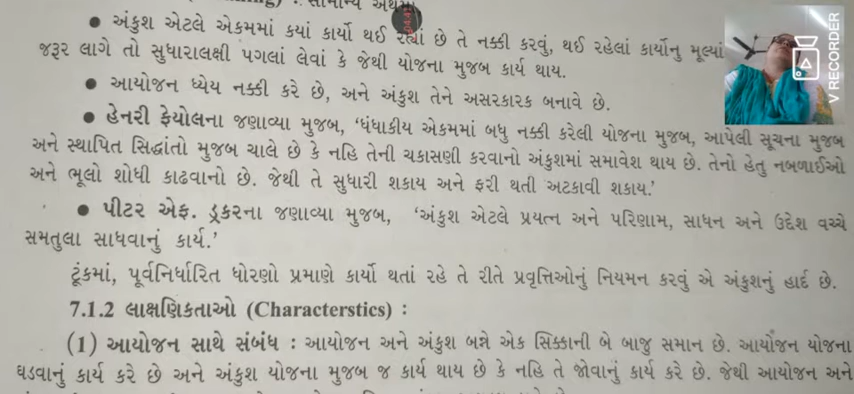 ● અંકુશ એટલે એકમમાં કયાં કાર્યો થઈ રહ્યાં છે તે નક્કી કરવું, થઈ રહેલાં કાર્યોનુ મૂલ્યાં
જરૂર લાગે તો સુધારાલક્ષી પગલાં લેવાં કે જેથી યોજના મુજબ કાર્ય થાય.
● આયોજન ધ્યેય નક્કી કરે છે, અને અંકુશ તેને અસરકારક બનાવે છે.
● હેનરી ફેયોલના જણાવ્યા મુજબ, ‘ધંધાકીય એકમમાં બધુ નક્કી કરેલી યોજના મુજબ, આપેલી સૂચના મુજબ
અને સ્થાપિત સિદ્ધાંતો મુજબ ચાલે છે કે નહિ તેની ચકાસણી કરવાનો અંકુશમાં સમાવેશ થાય છે. તેનો હેતુ નબળાઈઓ
અને ભૂલો શોધી કાઢવાનો છે. જેથી તે સુધારી શકાય અને ફરી થતી અટકાવી શકાય.’
● પીટર એફ. ડ્રકરના જણાવ્યા મુજબ, ‘અંકુશ એટલે પ્રયત્ન અને પરિણામ, સાધન અને ઉદ્દેશ વચ્ચે
સમતુલા સાધવાનું કાર્ય.’
ટૂંકમાં, પૂર્વનિર્ધારિત ધોરણો પ્રમાણે કાર્યો થતાં રહે તે રીતે પ્રવૃત્તિઓનું નિયમન કરવું એ અંકુશનું હાર્દ છે.
7.1.2 લાક્ષણિકતાઓ (Characterstics) :
(1) આયોજન સાથે સંબંધ : આયોજન અને અંકુશ બન્ને એક સિક્કાની બે બાજુ સમાન છે. આયોજન યોજના
ઘડવાનું કાર્ય કરે છે અને અંકુશ યોજના મુજબ જ કાર્ય થાય છે કે નહિ તે જોવાનું કાર્ય કરે છે. જેથી આયોજન અને
V RECORDER